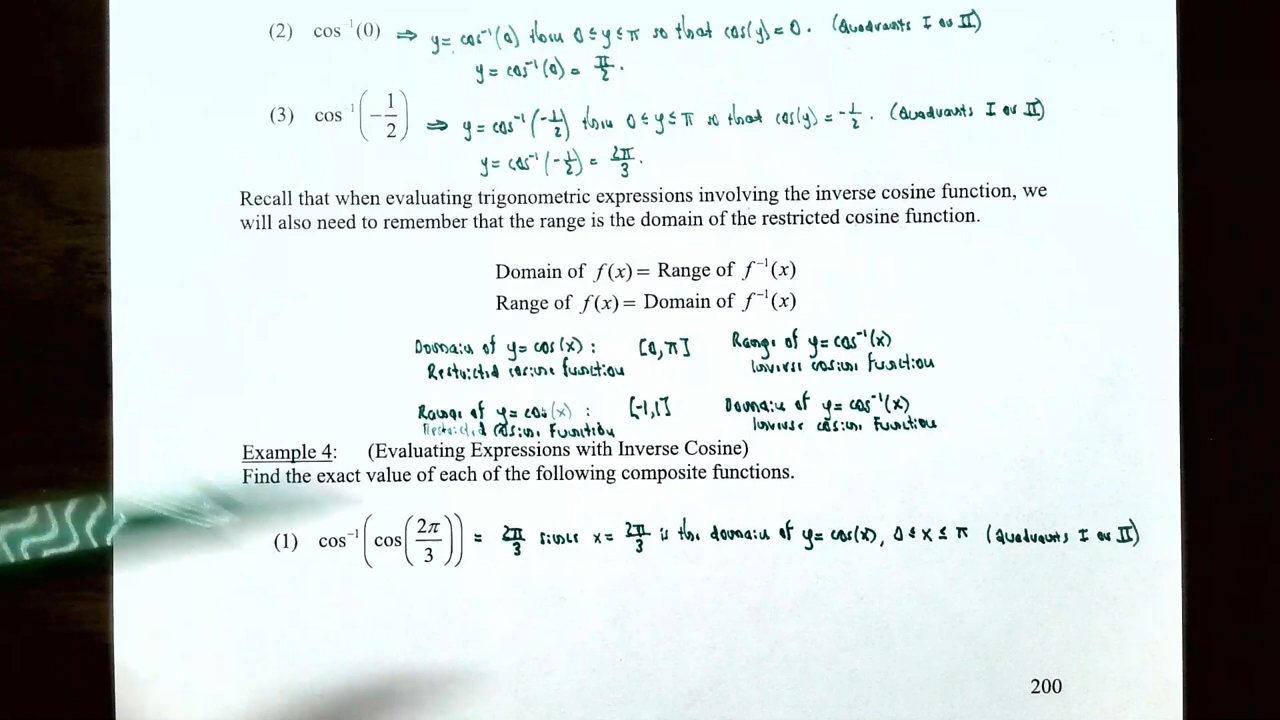 (2) cos⁻¹(0) ⇒ y = cos⁻¹(0) then 0 ≤ y ≤ π so that cos(y) = 0. (Quadrants I or II)
y = cos⁻¹(0) = π/2.
(3) cos⁻¹(-1/2) ⇒ y = cos⁻¹(-1/2) then 0 ≤ y ≤ π so that cos(y) = -1/2. (Quadrants I or II)
y = cos⁻¹(-1/2) = 2π/3.
Recall that when evaluating trigonometric expressions involving the inverse cosine function, we
will also need to remember that the range is the domain of the restricted cosine function.
Domain of f(x) = Range of f⁻¹(x)
Range of f(x) = Domain of f⁻¹(x)
Domain of y = cos(x) : [0, π] Range of y = cos⁻¹(x)
Restricted cosine function Inverse cosine function
Range of y = cos(x) : [-1, 1] Domain of y = cos⁻¹(x)
Restricted cosine function Inverse cosine function
Example 4: (Evaluating Expressions with Inverse Cosine)
Find the exact value of each of the following composite functions.
(1) cos⁻¹(cos(2π/3)) = 2π/3 since x = 2π/3 is the domain of y = cos(x), 0 ≤ x ≤ π (Quadrants I or II)
200